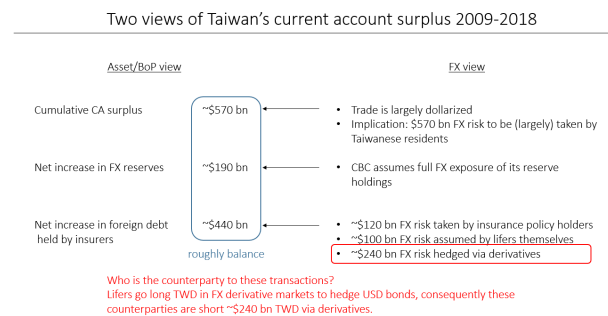 Two views of Taiwan's current account surplus 2009-2018
Asset/BoP view
FX view
Cumulative CA surplus
~$570 bn
• Trade is largely dollarized
• Implication: $570 bn FX risk to be (largely) taken by
Taiwanese residents
Net increase in FX reserves
~$190 bn
• CBC assumes full FX exposure of its reserve
holdings
Net increase in foreign debt
held by insurers
~$440 bn
• ~$120 bn FX risk taken by insurance policy holders
• ~$100 bn FX risk assumed by lifers themselves
• ~$240 bn FX risk hedged via derivatives
roughly balance
Who is the counterparty to these transactions?
Lifers go long TWD in FX derivative markets to hedge USD bonds, consequently these
counterparties are short ~$240 bn TWD via derivatives.